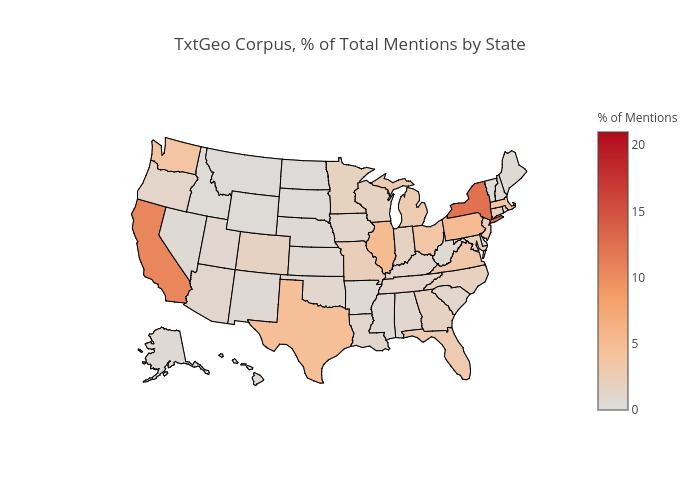 TxtGeo Corpus, % of Total Mentions by State
% of Mentions
20
15
10
5
0